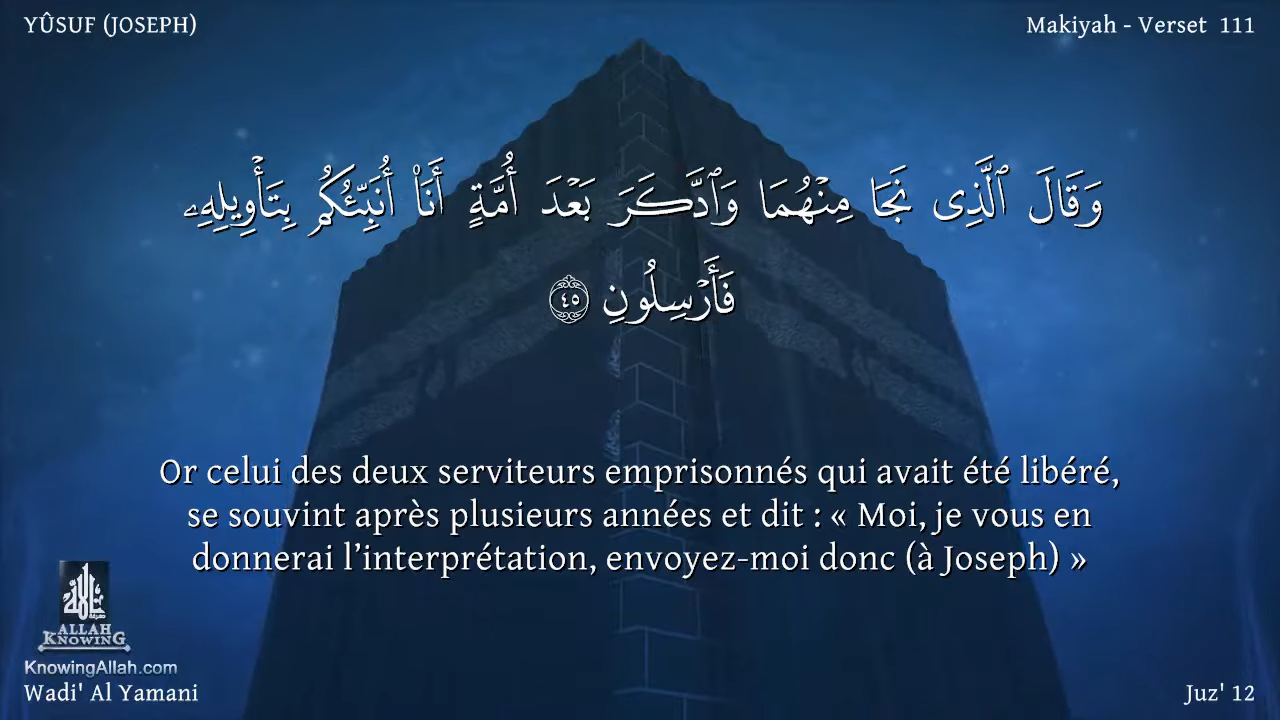 YÛSUF (JOSEPH)
Makiyah - Verset 111
وَقَالَ ٱلَّذِى نَجَا مِنْهُمَا وَٱدَّكَرَ بَعْدَ أُمَّةٍ أَنَا۠ أُنَبِّئُكُم بِتَأْوِيلِهِۦ
فَأَرْسِلُونِ ٤٥
Or celui des deux serviteurs emprisonnés qui avait été libéré,
se souvint après plusieurs années et dit : « Moi, je vous en
donnerai l’interprétation, envoyez-moi donc (à Joseph) »
ALLAH
KNOWING
KnowingAllah.com
Wadi' Al Yamani
Juz' 12